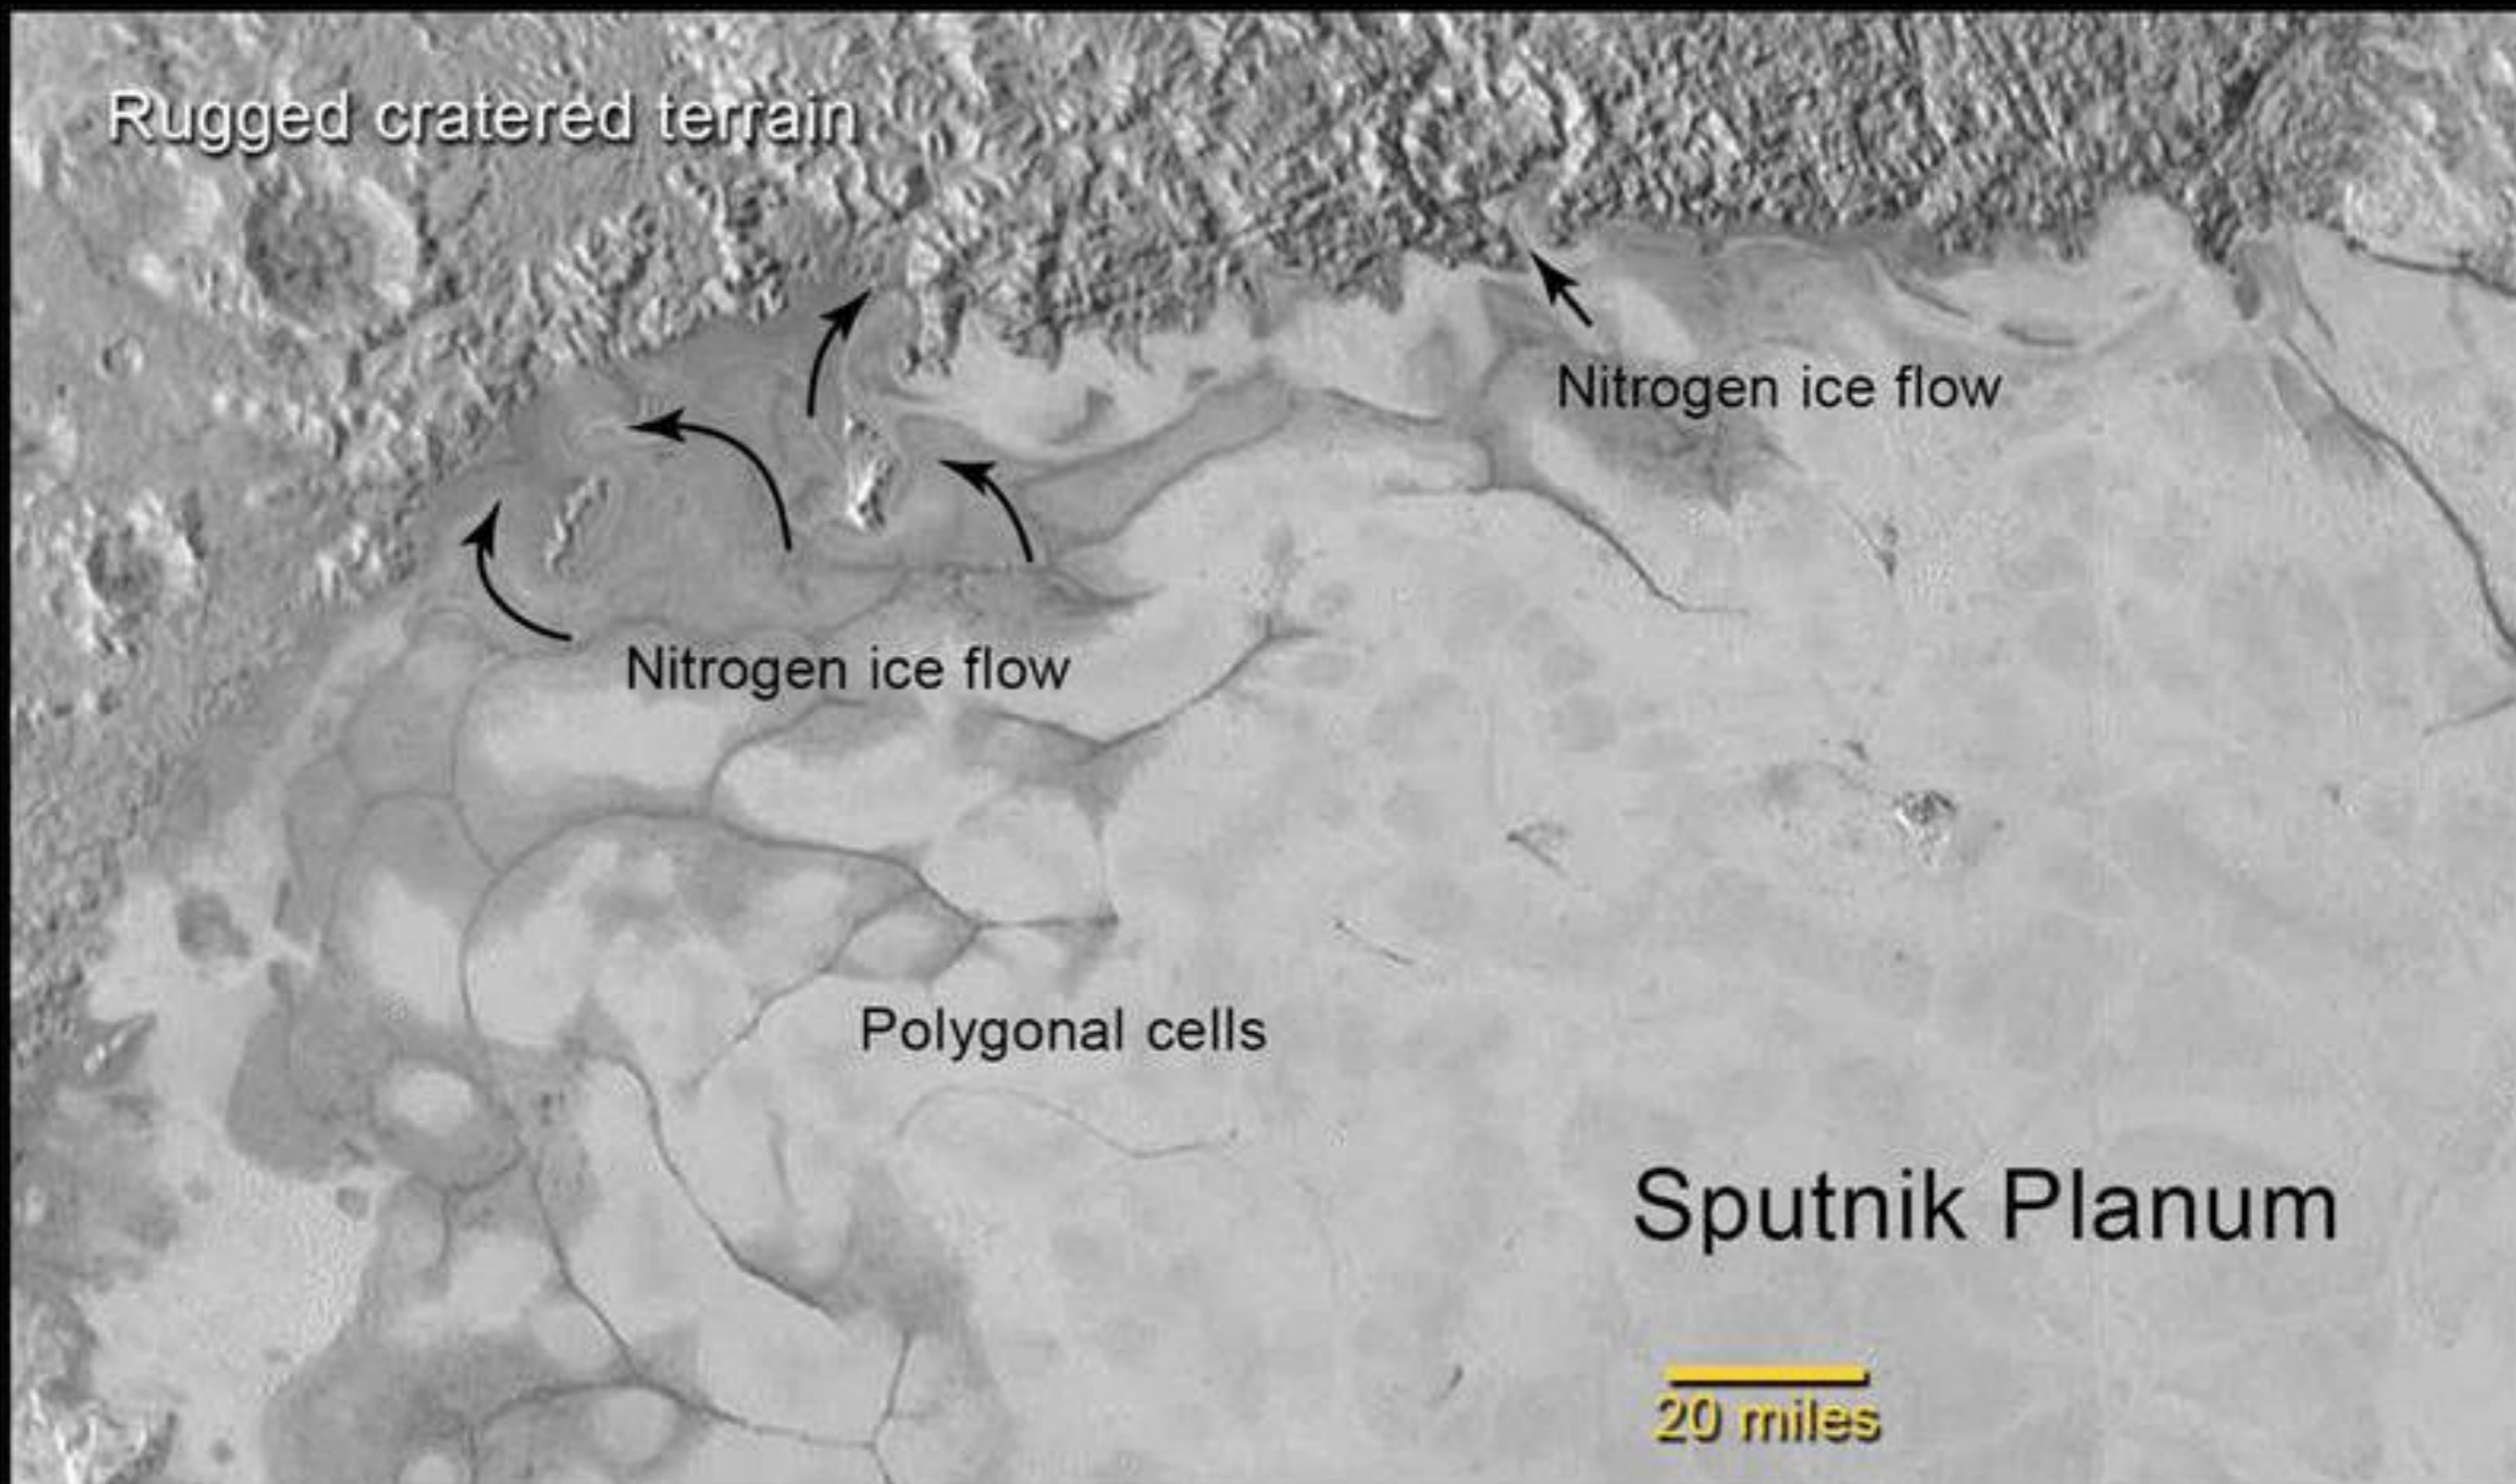 Rugged cratered terrain
Nitrogen ice flow
Nitrogen ice flow
Polygonal cells
Sputnik Planum
20 miles